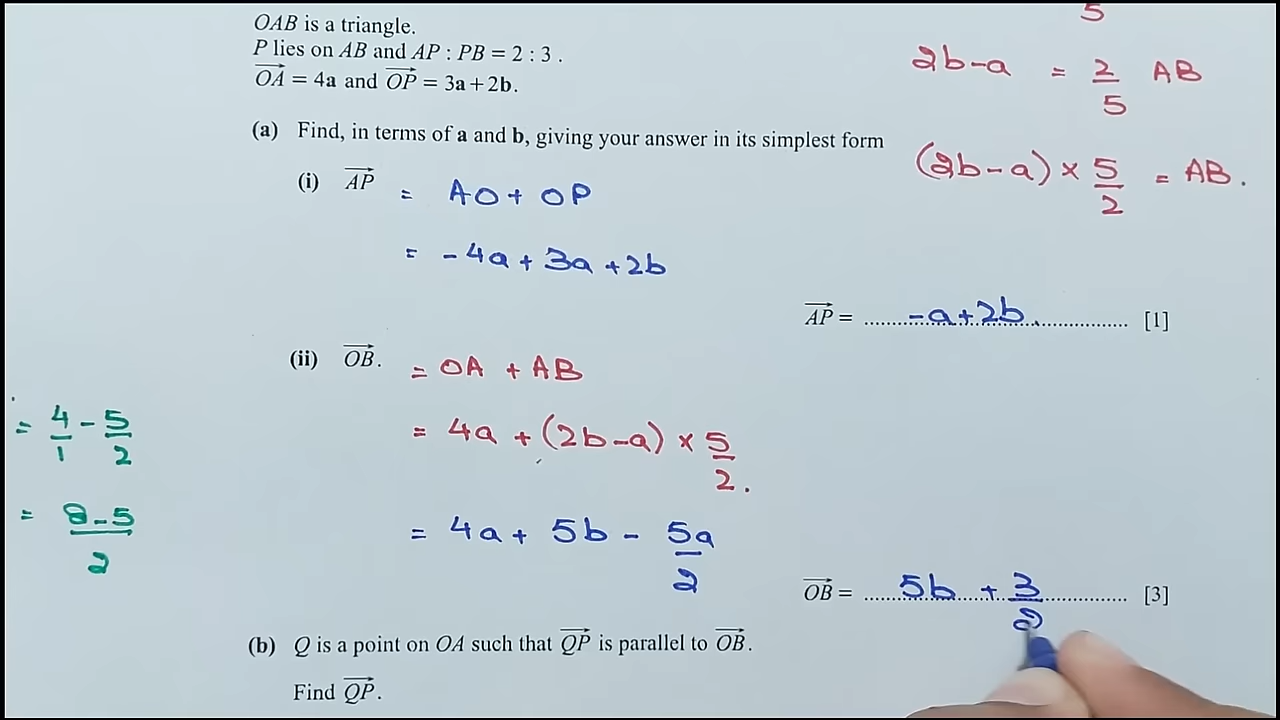 OAB is a triangle.
P lies on AB and AP : PB = 2 : 3 .
OA = 4a and OP = 3a + 2b.
(a) Find, in terms of a and b, giving your answer in its simplest form
(i) AP = AO + OP
= -4a + 3a + 2b
AP = -a + 2b. [1]
(ii) OB. = OA + AB
= 4a + (2b-a) × 5/2.
= 4a + 5b - 5a/2
OB = 5b + 3/2 [3]
(b) Q is a point on OA such that QP is parallel to OB.
Find QP.
5
2b-a = 2/5 AB
(2b-a) × 5/2 = AB.
= 4/1 - 5/2
= 8-5/2